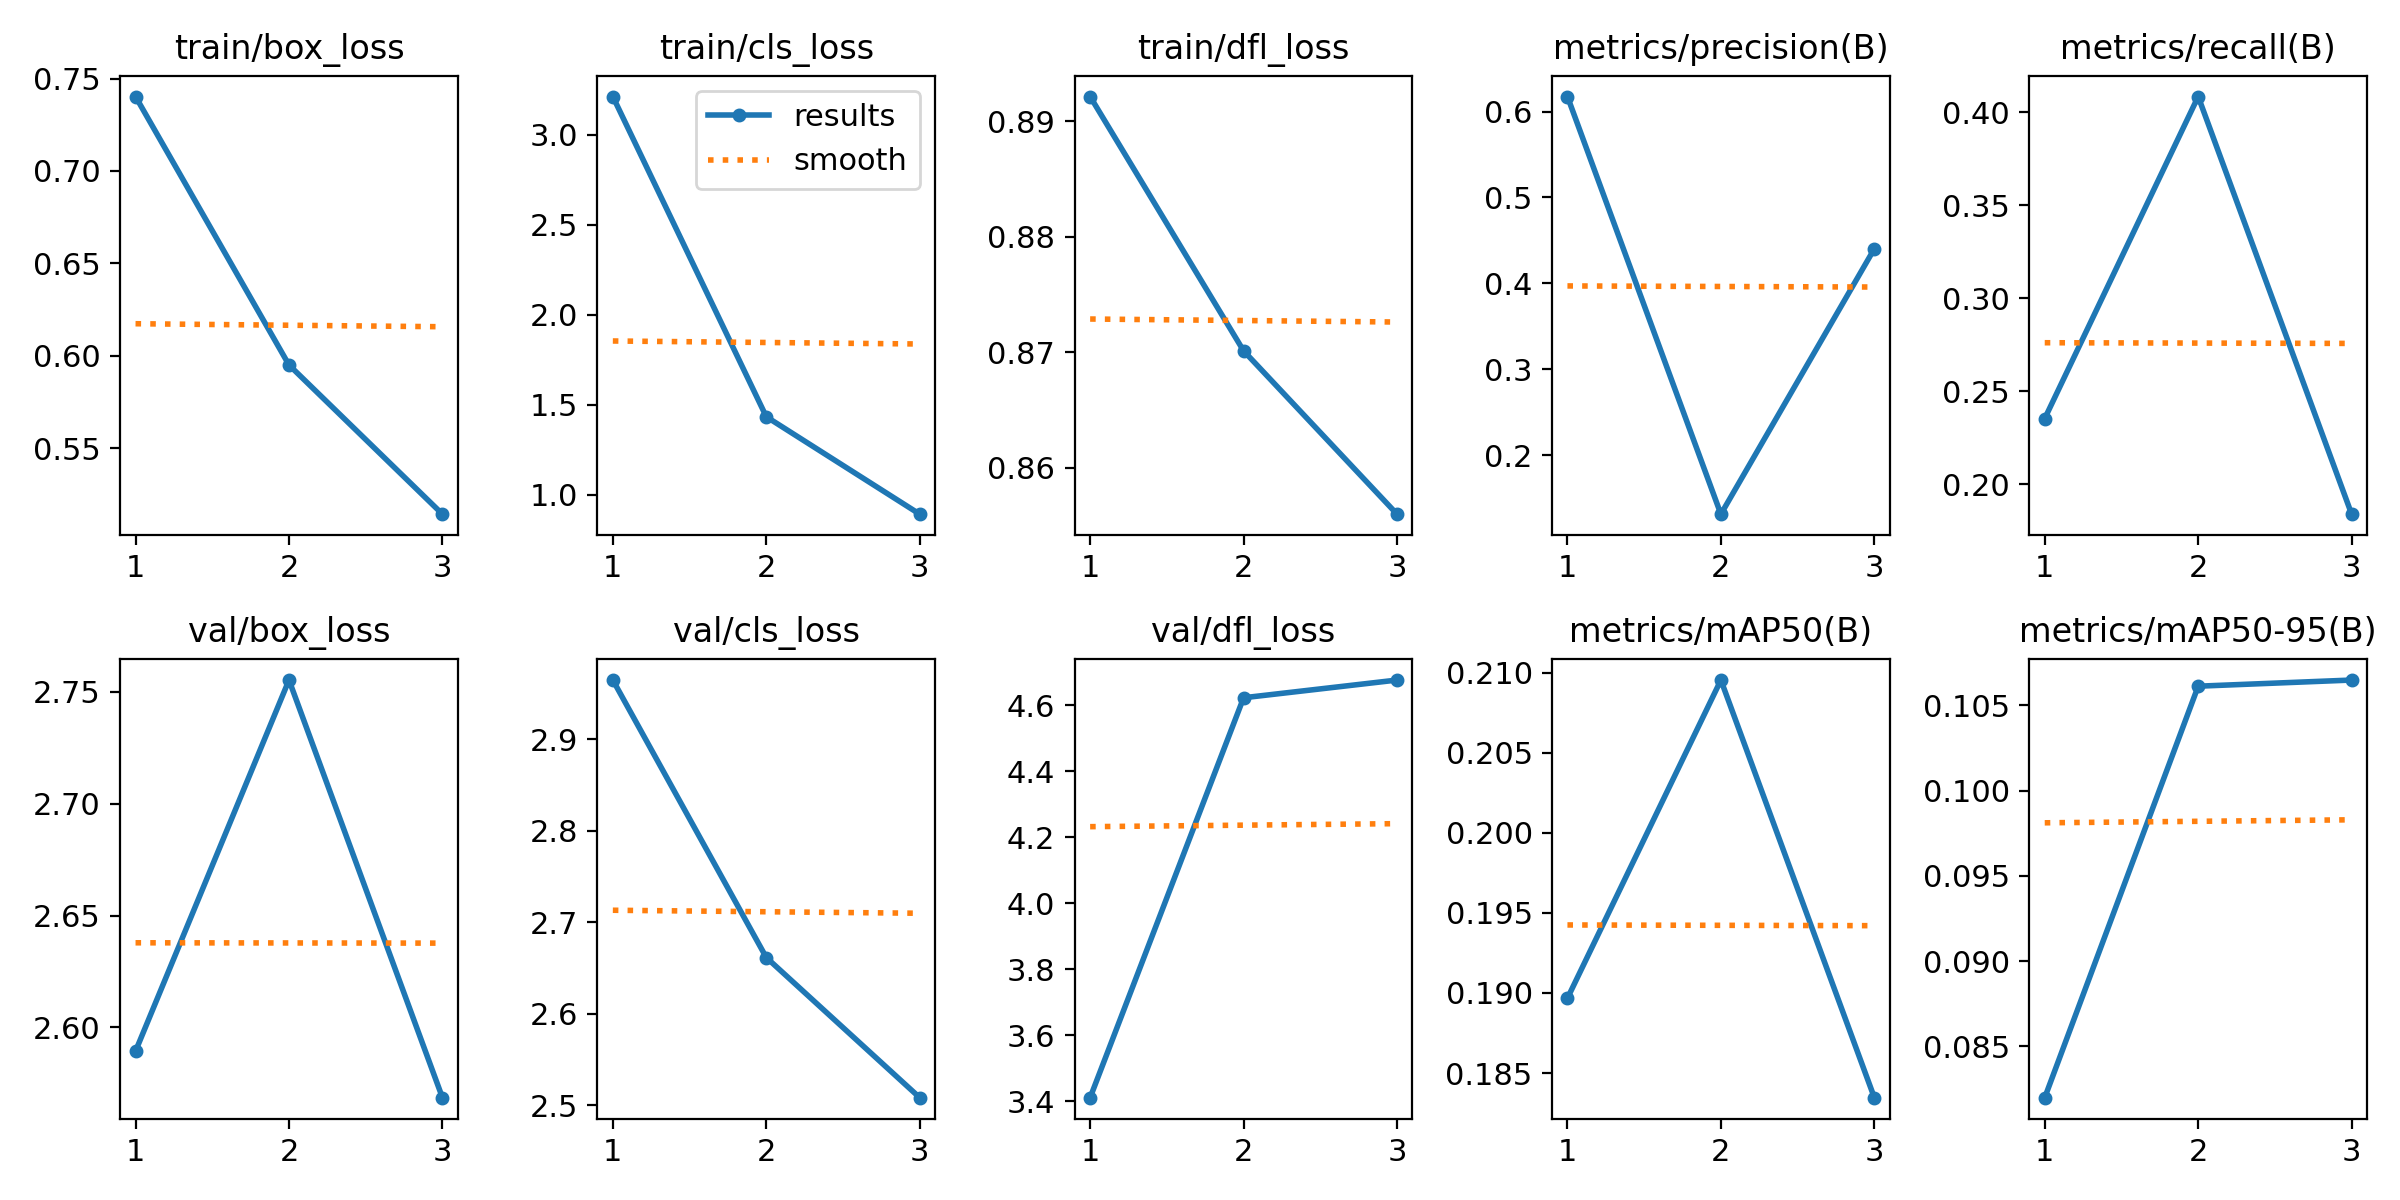 train/box_loss
0.75
0.70
0.65
0.60
0.55
1 2 3
train/cls_loss
results
smooth
3.0
2.5
2.0
1.5
1.0
1 2 3
train/dfl_loss
0.89
0.88
0.87
0.86
1 2 3
metrics/precision(B)
0.6
0.5
0.4
0.3
0.2
1 2 3
metrics/recall(B)
0.40
0.35
0.30
0.25
0.20
1 2 3
val/box_loss
2.75
2.70
2.65
2.60
1 2 3
val/cls_loss
2.9
2.8
2.7
2.6
2.5
1 2 3
val/dfl_loss
4.6
4.4
4.2
4.0
3.8
3.6
3.4
1 2 3
metrics/mAP50(B)
0.210
0.205
0.200
0.195
0.190
0.185
1 2 3
metrics/mAP50-95(B)
0.105
0.100
0.095
0.090
0.085
1 2 3